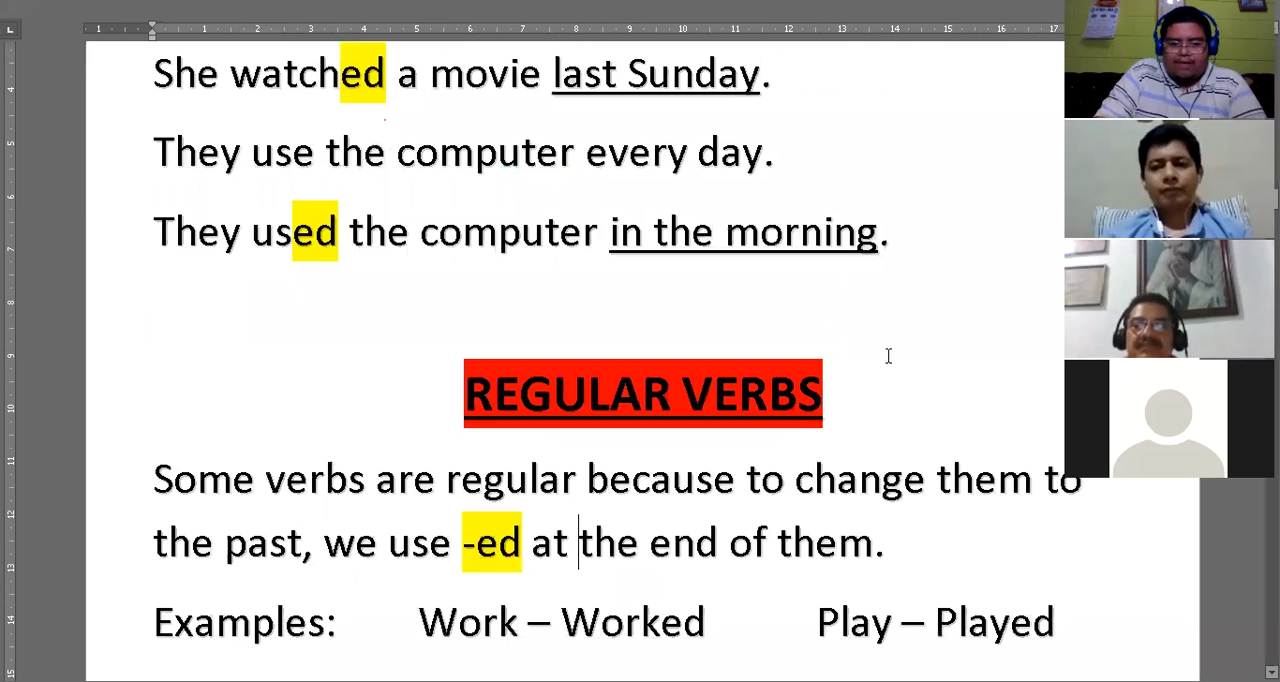 She watched a movie last Sunday.
They use the computer every day.
They used the computer in the morning.
REGULAR VERBS
Some verbs are regular because to change them to
the past, we use -ed at the end of them.
Examples: Work – Worked Play – Played